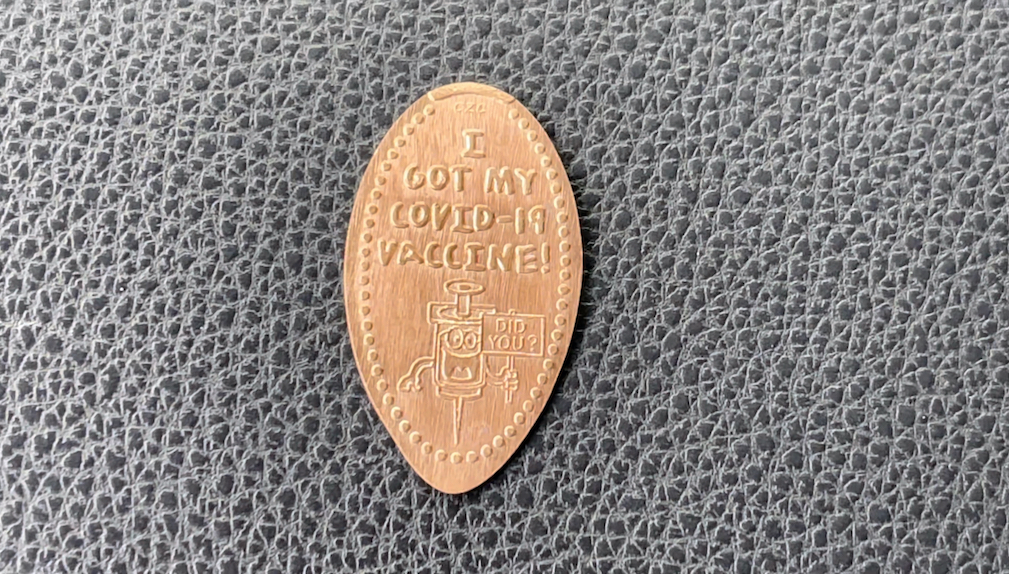 I
GOT MY
COVID-19
VACCINE!
DID
YOU?